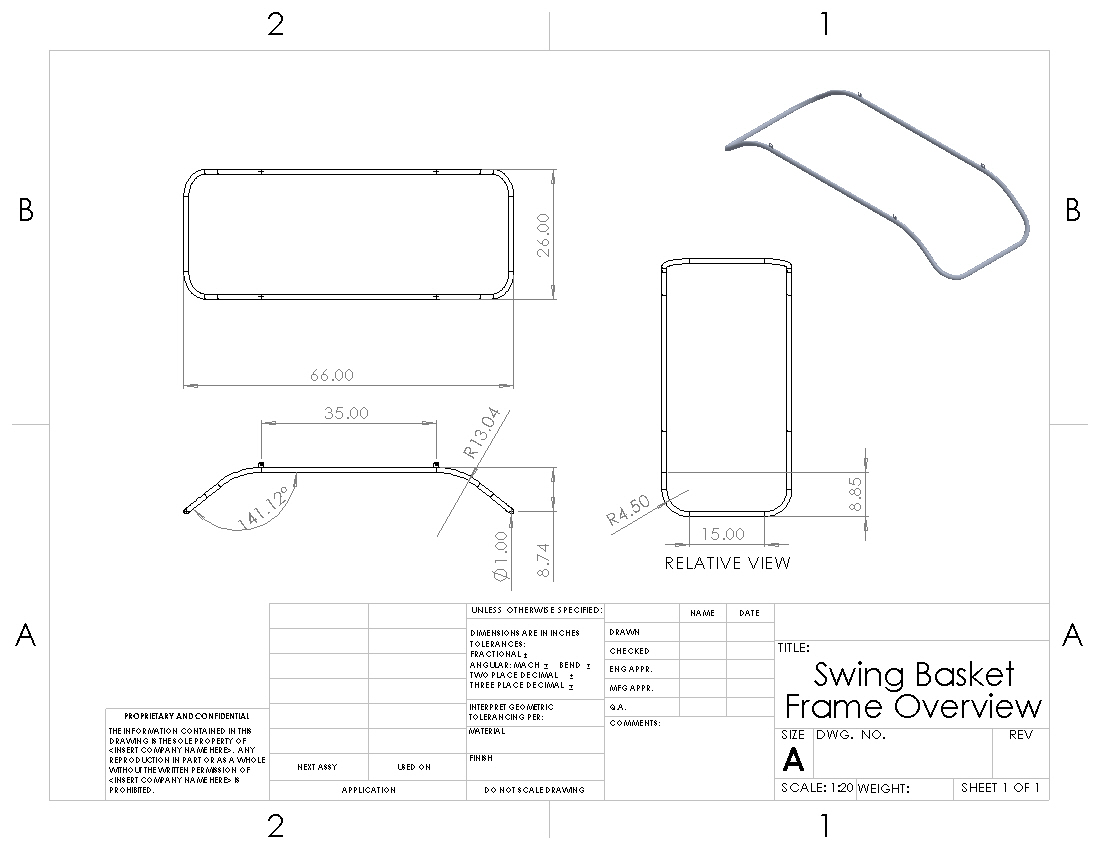 2
1
B
B
26.00
66.00
35.00
R13.04
141.12°
Ø1.00
8.74
R4.50
15.00
8.85
RELATIVE VIEW
A
A
UNLESS OTHERWISE SPECIFIED:
DIMENSIONS ARE IN INCHES
TOLERANCES:
FRACTIONAL ±
ANGULAR: MACH ± BEND ±
TWO PLACE DECIMAL ±
THREE PLACE DECIMAL ±
INTERPRET GEOMETRIC
TOLERANCING PER:
MATERIAL
FINISH
DO NOT SCALE DRAWING
NAME DATE
DRAWN
CHECKED
ENG APPR.
MFG APPR.
Q.A.
COMMENTS:
TITLE:
Swing Basket
Frame Overview
SIZE DWG. NO. REV
A
SCALE: 1:20 WEIGHT: SHEET 1 OF 1
PROPRIETARY AND CONFIDENTIAL
THE INFORMATION CONTAINED IN THIS
DRAWING IS THE SOLE PROPERTY OF
<INSERT COMPANY NAME HERE>. ANY
REPRODUCTION IN PART OR AS A WHOLE
WITHOUT THE WRITTEN PERMISSION OF
<INSERT COMPANY NAME HERE> IS
PROHIBITED.
NEXT ASSY USED ON
APPLICATION
2
1